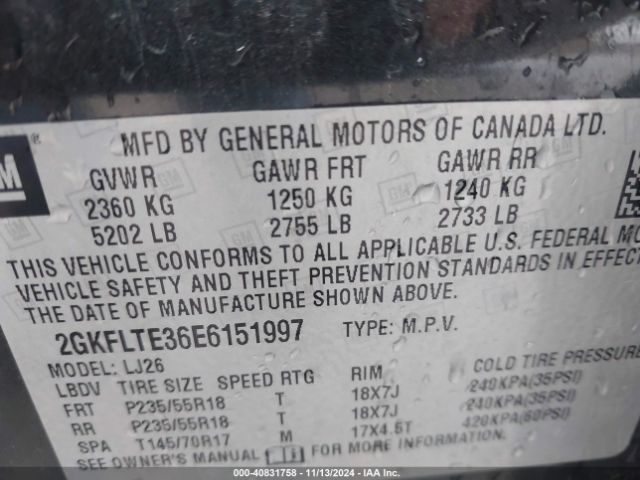 GM ®
MFD BY GENERAL MOTORS OF CANADA LTD.
GVWR GAWR FRT GAWR RR
2360 KG 1250 KG 1240 KG
5202 LB 2755 LB 2733 LB
THIS VEHICLE CONFORMS TO ALL APPLICABLE U.S. FEDERAL MO
VEHICLE SAFETY AND THEFT PREVENTION STANDARDS IN EFFECT
THE DATE OF MANUFACTURE SHOWN ABOVE.
2GKFLTE36E6151997 TYPE: M.P.V.
MODEL: LJ26
LBDV TIRE SIZE SPEED RTG RIM COLD TIRE PRESSURE
FRT P235/55R18 T 18X7J 240KPA(35PSI)
RR P235/55R18 T 18X7J 240KPA(35PSI)
SPA T145/70R17 M 17X4.5T 420KPA(60PSI)
SEE OWNER'S MANUAL FOR MORE INFORMATION.
© COPART 000-40831758 - 11/13/2024 - IAA Inc.